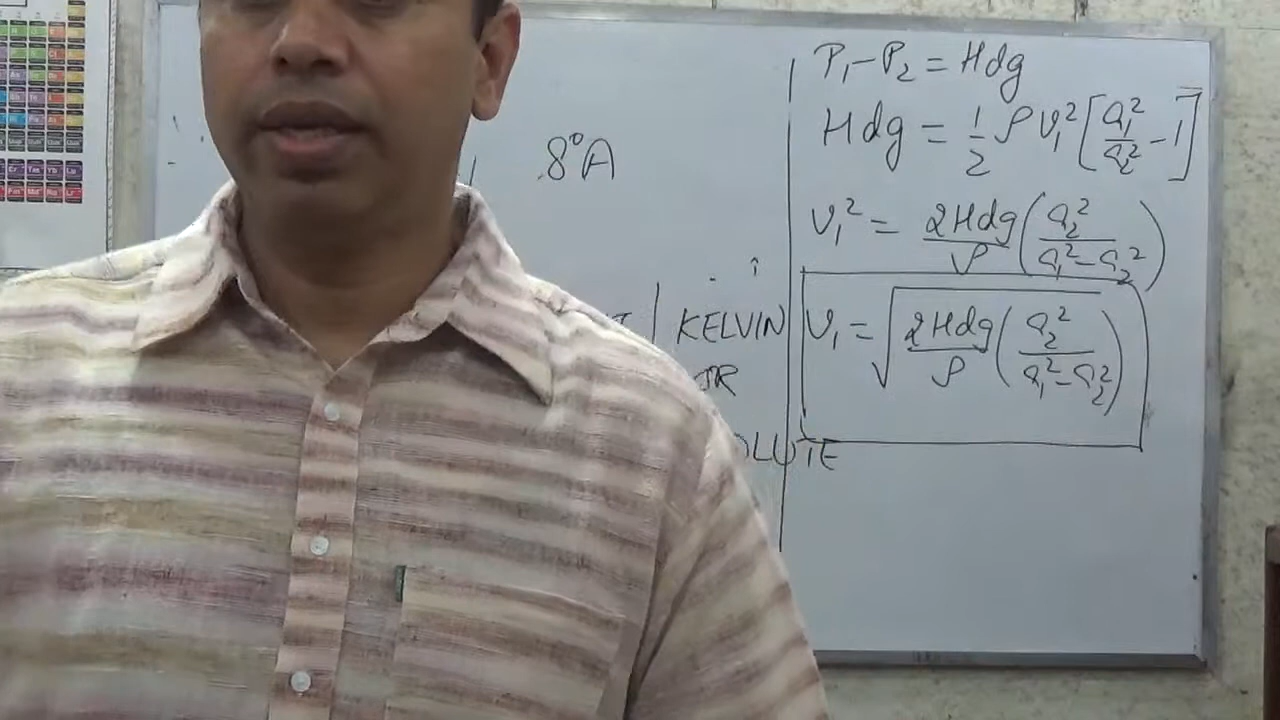 8°A
KELVIN
OR
P₁-P₂ = Hdg
Hdg = 1/2 ρ v₁² [a₁²/a₂² - 1]
v₁² = 2Hdg/ρ (a₂²/a₁²-a₂²)
v₁ = √2Hdg/ρ (a₂²/a₁²-a₂²)